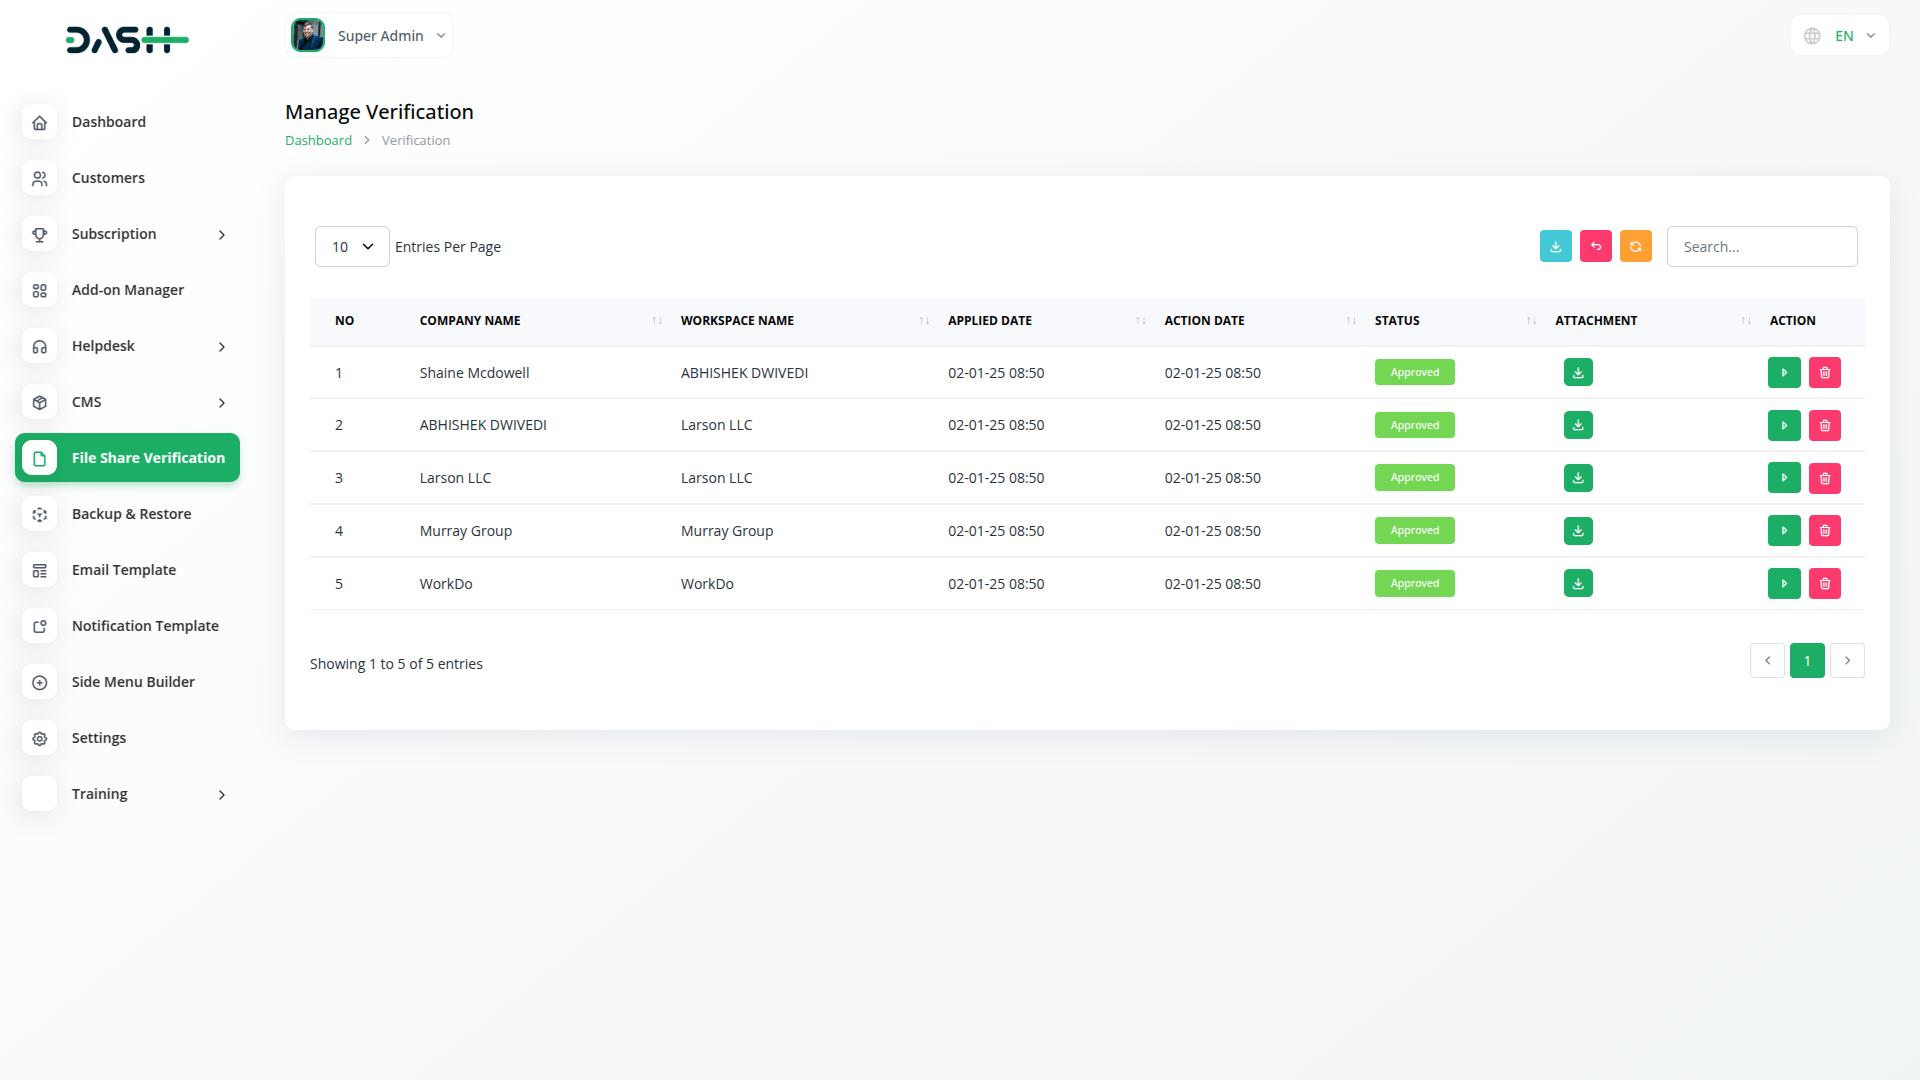 DASH
Super Admin
EN
Dashboard
Customers
Subscription
Add-on Manager
Helpdesk
CMS
File Share Verification
Backup & Restore
Email Template
Notification Template
Side Menu Builder
Settings
Training
Manage Verification
Dashboard > Verification
10 Entries Per Page
Search...
NO COMPANY NAME WORKSPACE NAME APPLIED DATE ACTION DATE STATUS ATTACHMENT ACTION
1 Shaine Mcdowell ABHISHEK DWIVEDI 02-01-25 08:50 02-01-25 08:50 Approved
2 ABHISHEK DWIVEDI Larson LLC 02-01-25 08:50 02-01-25 08:50 Approved
3 Larson LLC Larson LLC 02-01-25 08:50 02-01-25 08:50 Approved
4 Murray Group Murray Group 02-01-25 08:50 02-01-25 08:50 Approved
5 WorkDo WorkDo 02-01-25 08:50 02-01-25 08:50 Approved
Showing 1 to 5 of 5 entries
1